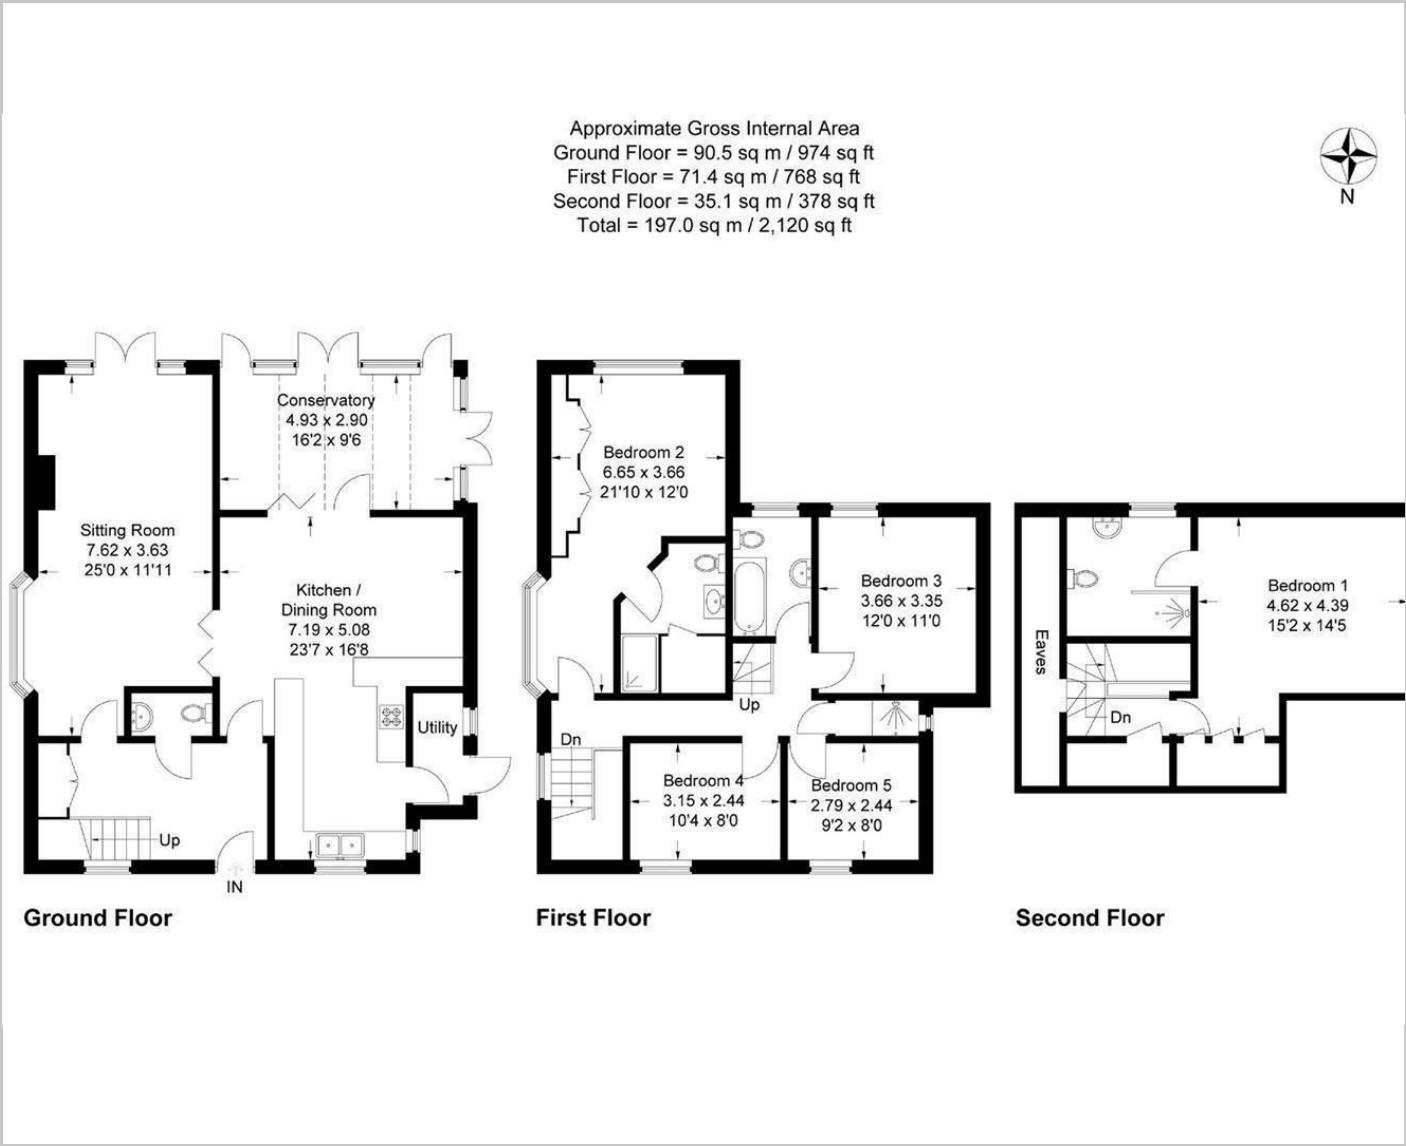 Approximate Gross Internal Area
Ground Floor = 90.5 sq m / 974 sq ft
First Floor = 71.4 sq m / 768 sq ft
Second Floor = 35.1 sq m / 378 sq ft
Total = 197.0 sq m / 2,120 sq ft
N
Conservatory
4.93 x 2.90
16'2 x 9'6
Sitting Room
7.62 x 3.63
25'0 x 11'11
Kitchen /
Dining Room
7.19 x 5.08
23'7 x 16'8
Utility
Up
IN
Ground Floor
Bedroom 2
6.65 x 3.66
21'10 x 12'0
Bedroom 3
3.66 x 3.35
12'0 x 11'0
Up
Dn
Bedroom 4
3.15 x 2.44
10'4 x 8'0
Bedroom 5
2.79 x 2.44
9'2 x 8'0
First Floor
Bedroom 1
4.62 x 4.39
15'2 x 14'5
Eaves
Dn
Second Floor